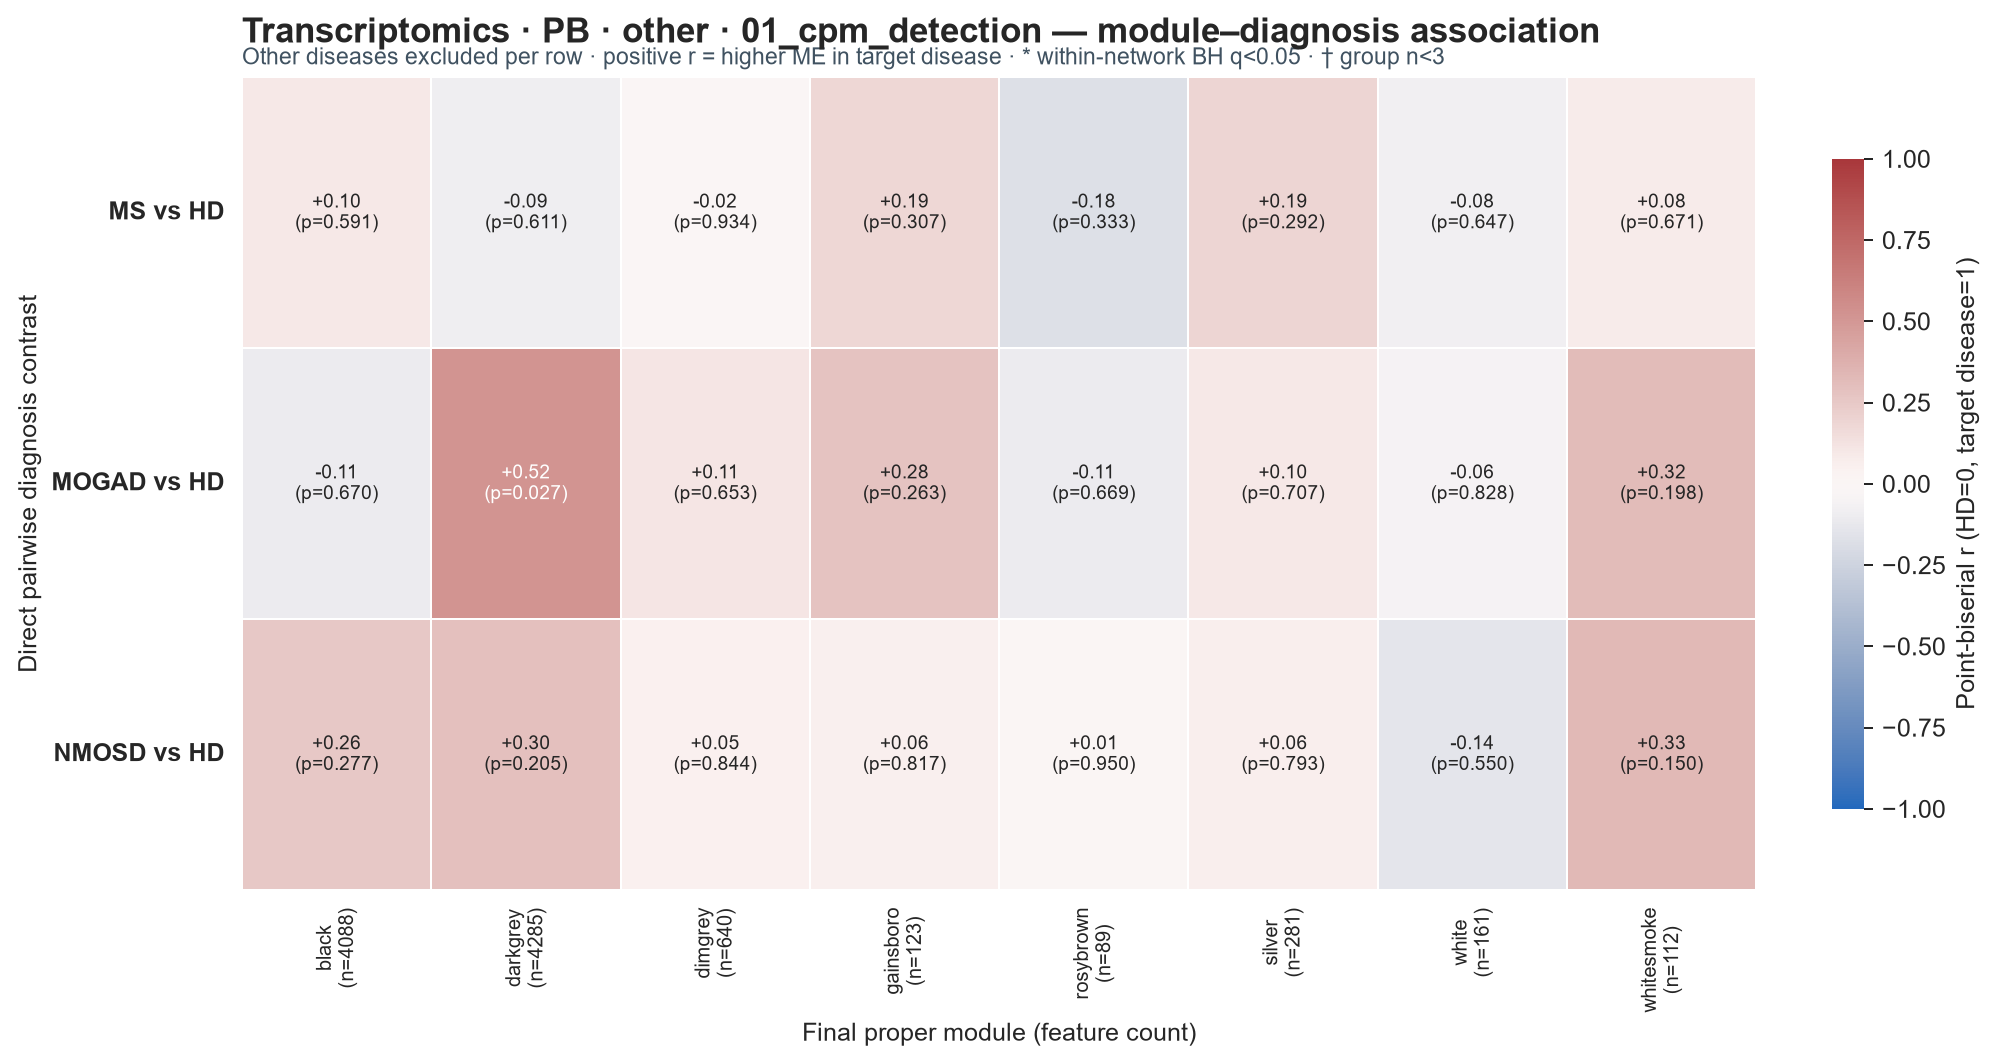 Transcriptomics · PB · other · 01_cpm_detection — module–diagnosis association
Other diseases excluded per row · positive r = higher ME in target disease · * within-network BH q<0.05 · † group n<3
Direct pairwise diagnosis contrast
MS vs HD
+0.10
(p=0.591)
-0.09
(p=0.611)
-0.02
(p=0.934)
+0.19
(p=0.307)
-0.18
(p=0.333)
+0.19
(p=0.292)
-0.08
(p=0.647)
+0.08
(p=0.671)
MOGAD vs HD
-0.11
(p=0.670)
+0.52
(p=0.027)
+0.11
(p=0.653)
+0.28
(p=0.263)
-0.11
(p=0.669)
+0.10
(p=0.707)
-0.06
(p=0.828)
+0.32
(p=0.198)
NMOSD vs HD
+0.26
(p=0.277)
+0.30
(p=0.205)
+0.05
(p=0.844)
+0.06
(p=0.817)
+0.01
(p=0.950)
+0.06
(p=0.793)
-0.14
(p=0.550)
+0.33
(p=0.150)
black
(n=4088)
darkgrey
(n=4285)
dimgrey
(n=640)
gainsboro
(n=123)
rosybrown
(n=89)
silver
(n=281)
white
(n=161)
whitesmoke
(n=112)
Final proper module (feature count)
1.00
0.75
0.50
0.25
0.00
−0.25
−0.50
−0.75
−1.00
Point-biserial r (HD=0, target disease=1)